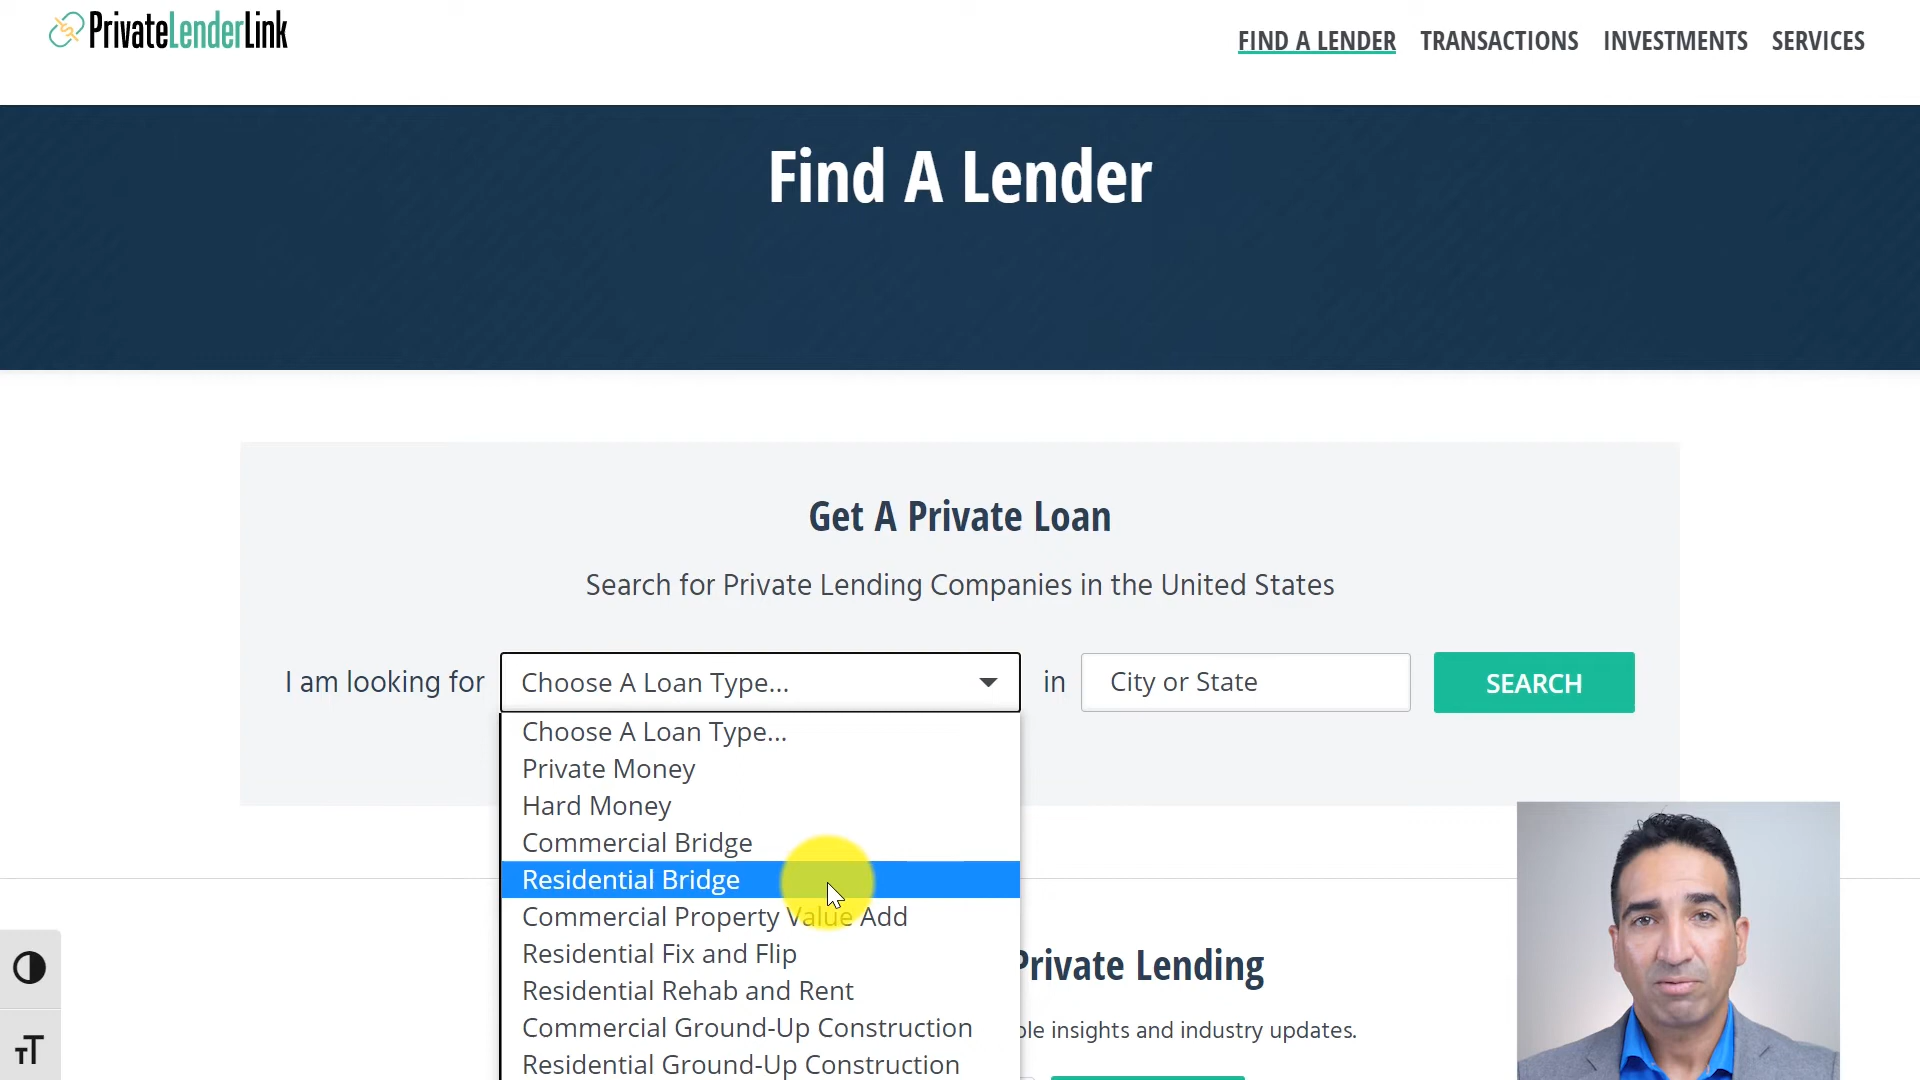 PrivateLenderLink
FIND A LENDER TRANSACTIONS INVESTMENTS SERVICES
Find A Lender
Get A Private Loan
Search for Private Lending Companies in the United States
I am looking for Choose A Loan Type... in City or State SEARCH
Choose A Loan Type...
Private Money
Hard Money
Commercial Bridge
Residential Bridge
Commercial Property Value Add
Residential Fix and Flip
Residential Rehab and Rent
Commercial Ground-Up Construction
Residential Ground-Up Construction
Private Lending
insights and industry updates.
TT